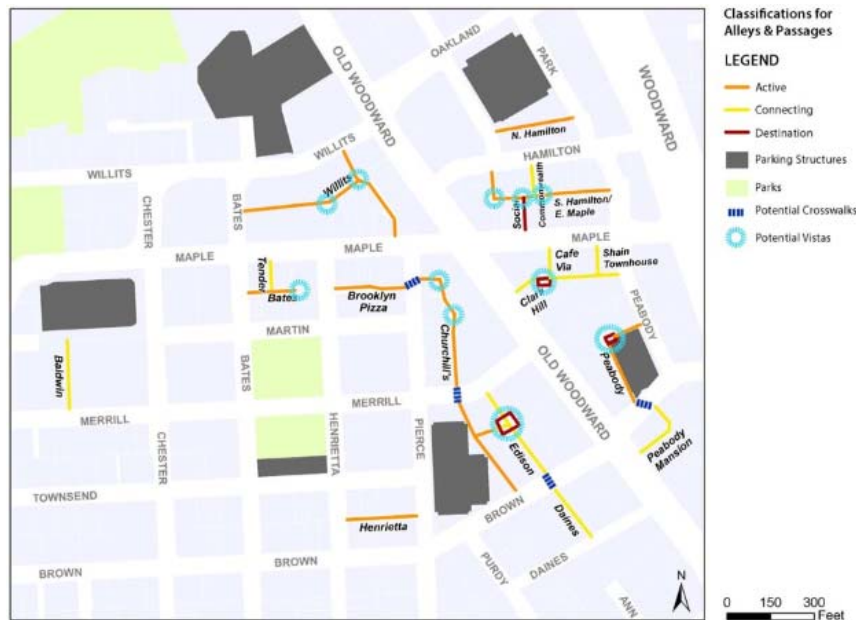 Classifications for
Alleys & Passages
LEGEND
Active
Connecting
Destination
Parking Structures
Parks
Potential Crosswalks
Potential Vistas
OLD WOODWARD
OAKLAND
PARK
WOODWARD
N. Hamilton
HAMILTON
WILLITS
WILLITS
Willits
CHESTER
BATES
Social
Commonwealth
S. Hamilton/
E. Maple
MAPLE
MAPLE
MAPLE
Tender
Bates
Brooklyn
Pizza
Cafe
Via
Shain
Townhouse
Clark
Hill
PEABODY
MARTIN
Churchill's
Baldwin
BATES
OLD WOODWARD
Peabody
MERRILL
MERRILL
CHESTER
HENRIETTA
PIERCE
Edison
Peabody
Mansion
TOWNSEND
BROWN
Daines
Henrietta
BROWN
BROWN
PURDY
DAINES
ANN
N
0 150 300
Feet